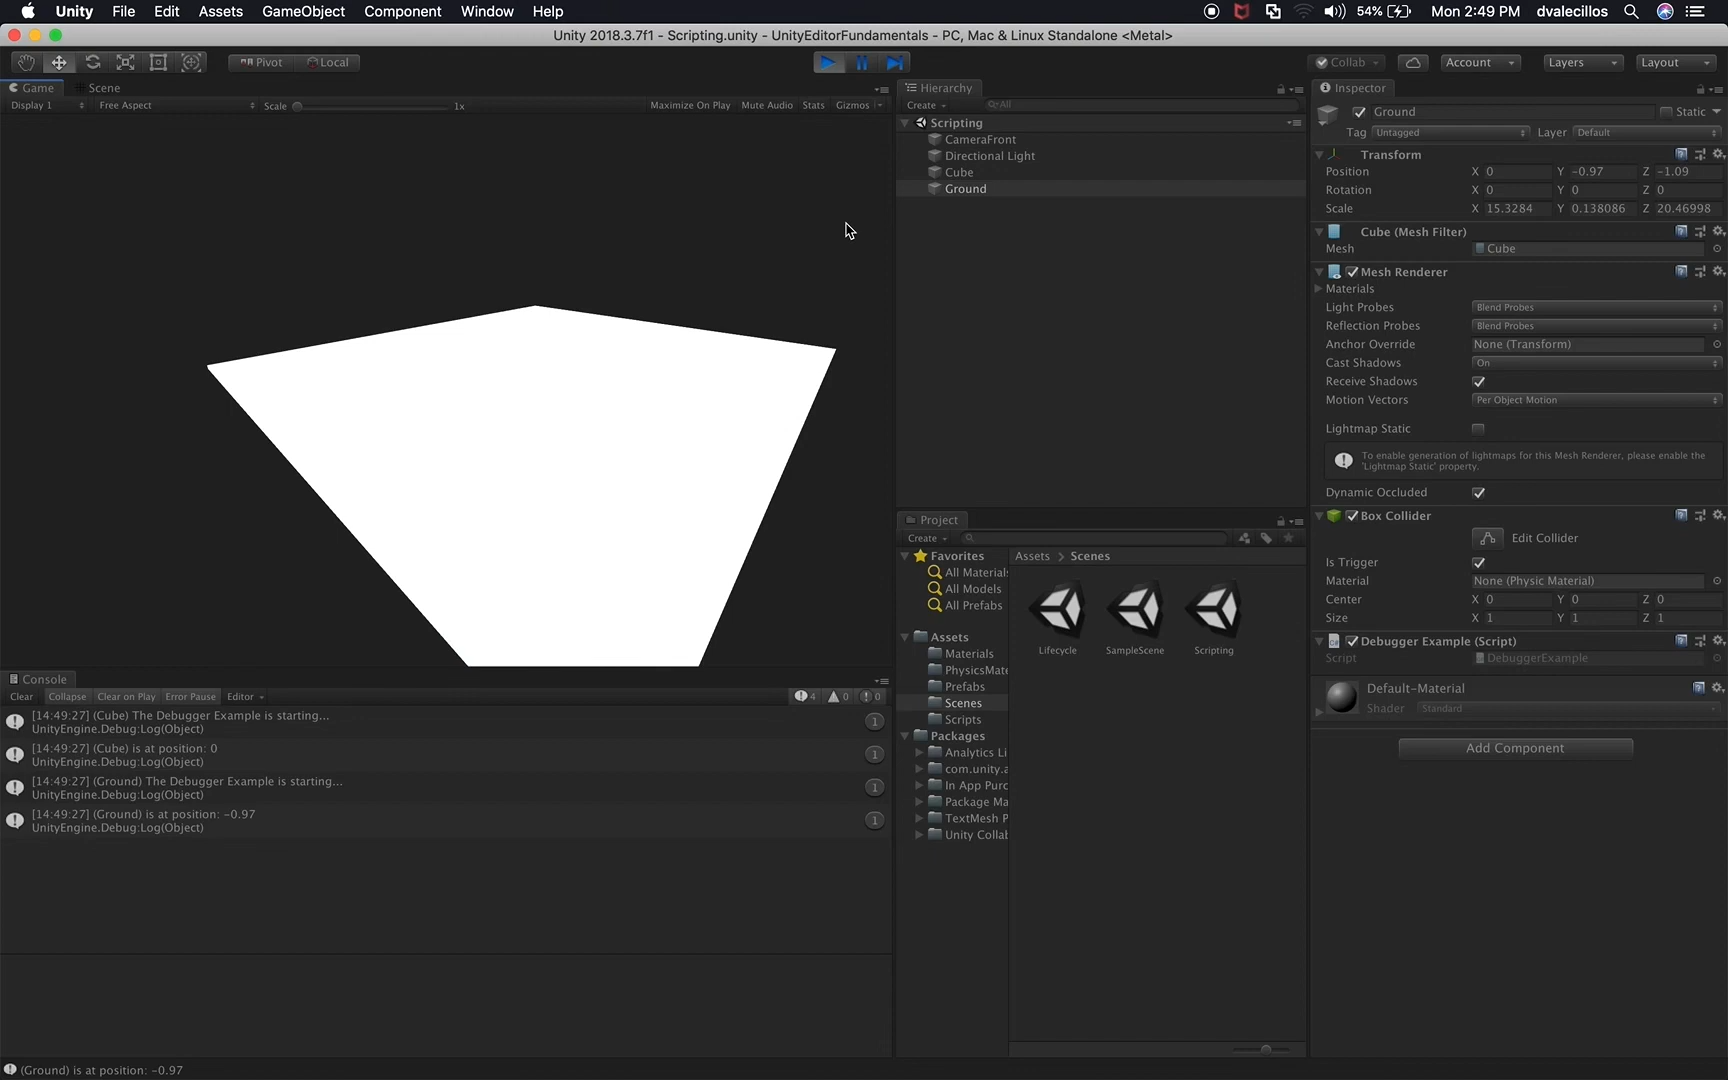 Unity File Edit Assets GameObject Component Window Help 54% Mon 2:49 PM dvalecillos
Unity 2018.3.7f1 - Scripting.unity - UnityEditorFundamentals - PC, Mac & Linux Standalone <Metal>
Pivot Local Collab Account Layers Layout
Game Scene
Display 1 Free Aspect Scale 1x Maximize On Play Mute Audio Stats Gizmos
Hierarchy
Create All
Scripting
CameraFront
Directional Light
Cube
Ground
Inspector
Ground Static
Tag Untagged Layer Default
Transform
Position X 0 Y -0.97 Z -1.09
Rotation X 0 Y 0 Z 0
Scale X 15.3284 Y 0.138086 Z 20.46998
Cube (Mesh Filter)
Mesh Cube
Mesh Renderer
Materials
Light Probes Blend Probes
Reflection Probes Blend Probes
Anchor Override None (Transform)
Cast Shadows On
Receive Shadows
Motion Vectors Per Object Motion
Lightmap Static
To enable generation of lightmaps for this Mesh Renderer, please enable the
'Lightmap Static' property.
Dynamic Occluded
Box Collider
Edit Collider
Is Trigger
Material None (Physic Material)
Center X 0 Y 0 Z 0
Size X 1 Y 1 Z 1
Debugger Example (Script)
Script DebuggerExample
Default-Material
Shader Standard
Add Component
Project
Create
Favorites
All Materials
All Models
All Prefabs
Assets
Materials
PhysicsMate
Prefabs
Scenes
Scripts
Packages
Analytics Li
com.unity.a
In App Purc
Package Ma
TextMesh P
Unity Collab
Assets > Scenes
Lifecycle SampleScene Scripting
Console
Clear Collapse Clear on Play Error Pause Editor 4 0 0
[14:49:27] (Cube) The Debugger Example is starting...
UnityEngine.Debug:Log(Object) 1
[14:49:27] (Cube) is at position: 0
UnityEngine.Debug:Log(Object) 1
[14:49:27] (Ground) The Debugger Example is starting...
UnityEngine.Debug:Log(Object) 1
[14:49:27] (Ground) is at position: -0.97
UnityEngine.Debug:Log(Object) 1
(Ground) is at position: -0.97